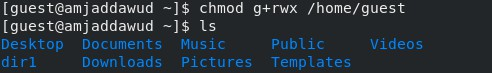 [guest@amjaddawud ~]$ chmod g+rwx /home/guest
[guest@amjaddawud ~]$ ls
Desktop  Documents  Music     Public     Videos
dir1     Downloads  Pictures  Templates